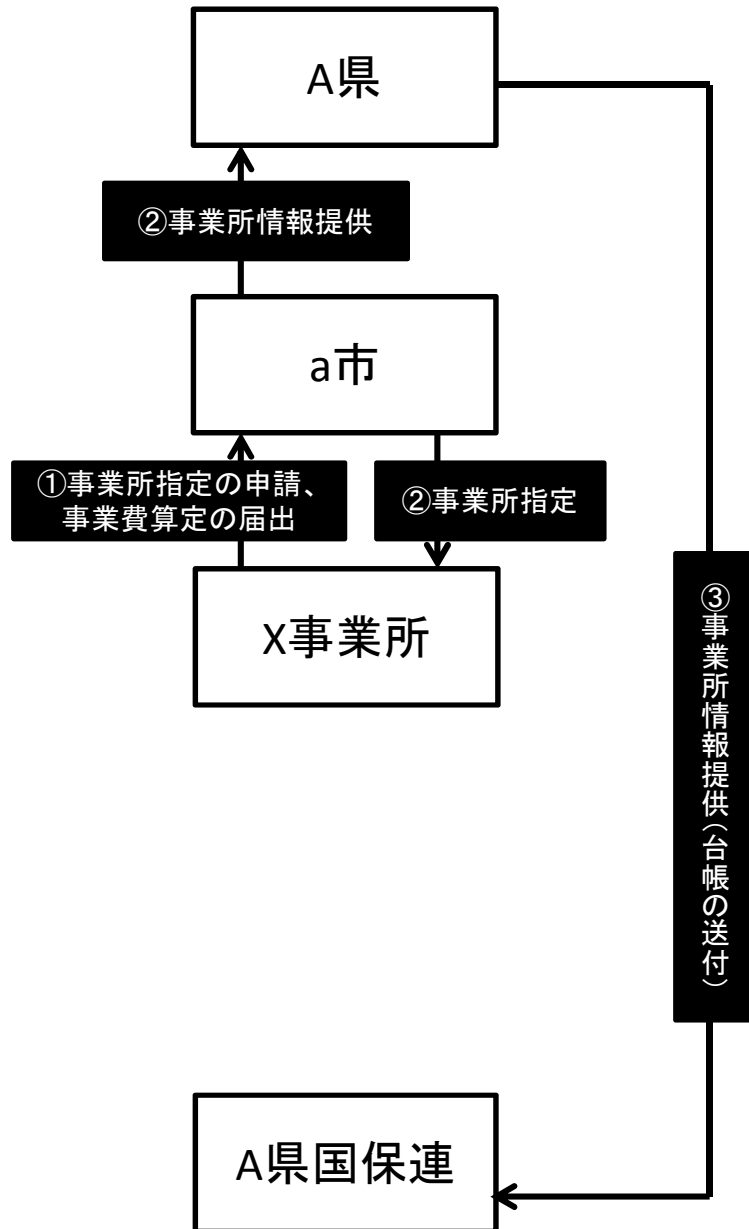 A県
②事業所情報提供
a市
①事業所指定の申請、
事業費算定の届出
②事業所指定
X事業所
③事業所情報提供（台帳の送付）
A県国保連